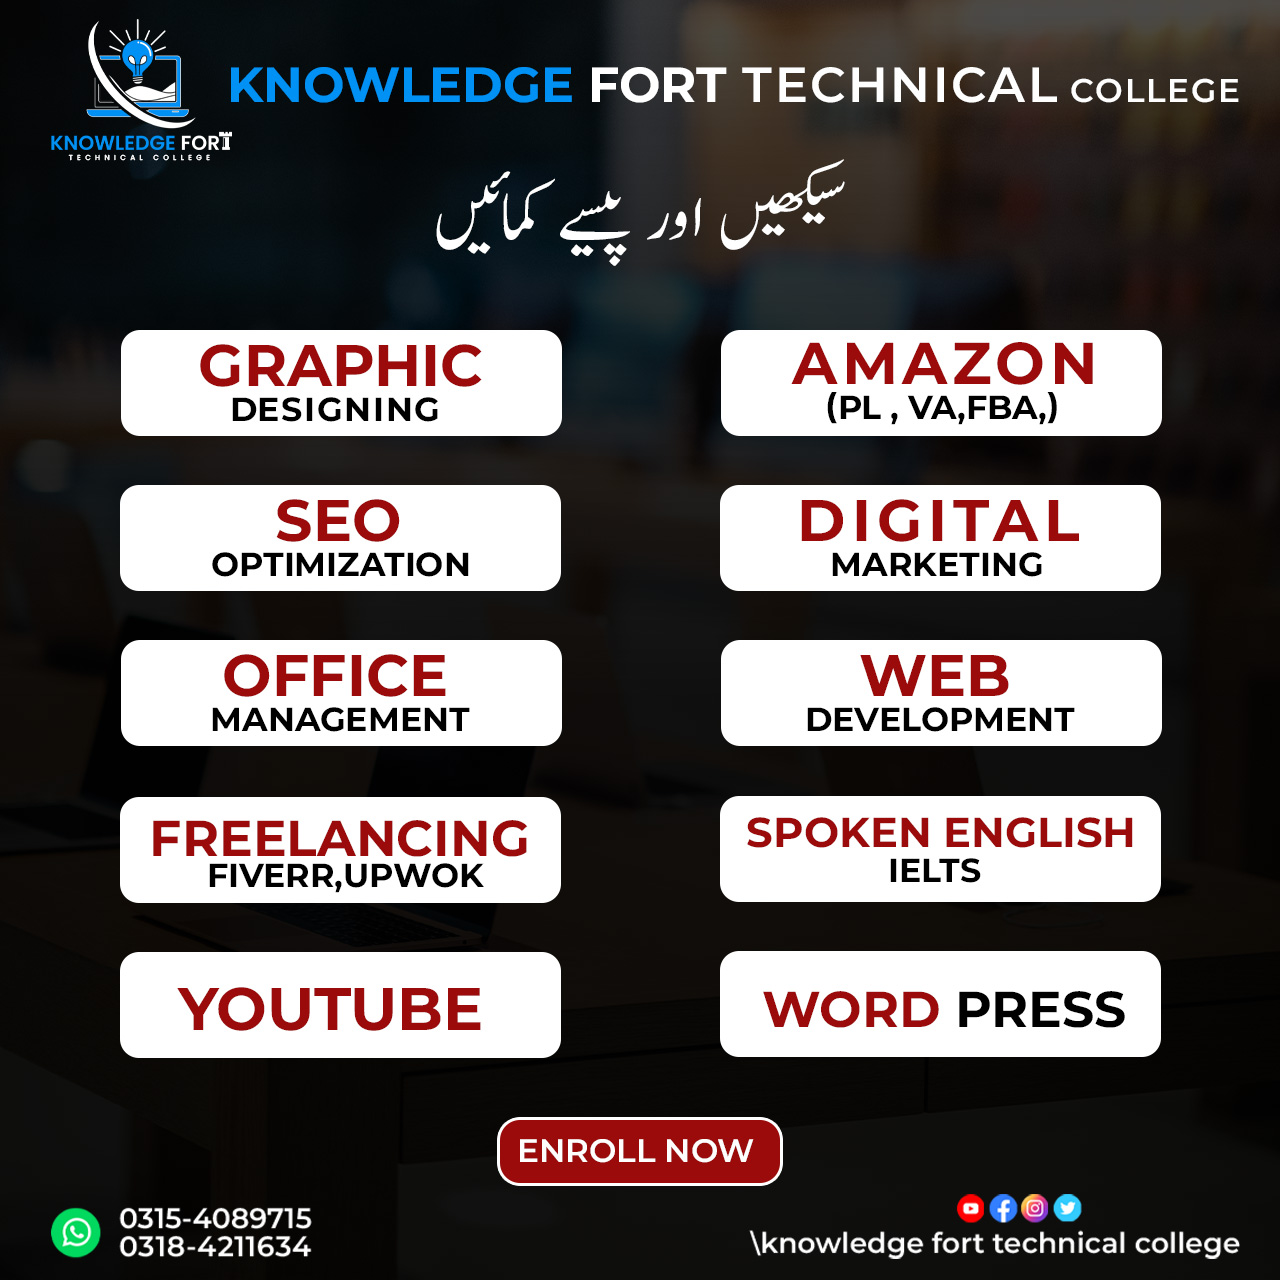 KNOWLEDGE FORT TECHNICAL COLLEGE
KNOWLEDGE FORT
TECHNICAL COLLEGE
سیکھیں اور پیسے کمائیں
GRAPHIC
DESIGNING
AMAZON
(PL , VA,FBA,)
SEO
OPTIMIZATION
DIGITAL
MARKETING
OFFICE
MANAGEMENT
WEB
DEVELOPMENT
FREELANCING
FIVERR,UPWOK
SPOKEN ENGLISH
IELTS
YOUTUBE
WORD PRESS
ENROLL NOW
0315-4089715
0318-4211634
\knowledge fort technical college